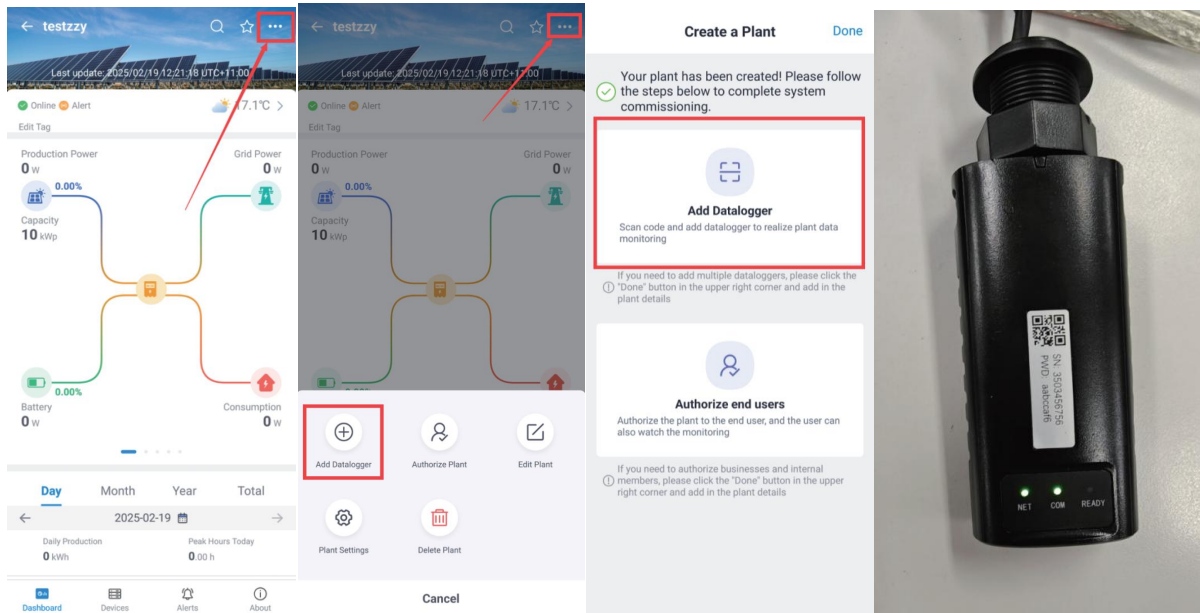 testzzy
Last update: 2025/02/19 12:21:18 UTC+11:00
Online Alert
17.1℃
Edit Tag
Production Power
0 w
Grid Power
0 w
0.00%
Capacity
10 kWp
0.00%
Battery
0 w
Consumption
0 w
Day Month Year Total
2025-02-19
Daily Production
0 kWh
Peak Hours Today
0.00 h
Dashboard Devices Alerts About
testzzy
Last update: 2025/02/19 12:21:18 UTC+11:00
Online Alert
17.1℃
Edit Tag
Production Power
0 w
Grid Power
0 w
0.00%
Capacity
10 kWp
Add Datalogger
Authorize Plant
Edit Plant
Plant Settings
Delete Plant
Cancel
Create a Plant
Done
Your plant has been created! Please follow
the steps below to complete system
commissioning.
Add Datalogger
Scan code and add datalogger to realize plant data
monitoring
If you need to add multiple dataloggers, please click the
"Done" button in the upper right corner and add in the
plant details
Authorize end users
Authorize the plant to the end user, and the user can
also watch the monitoring
If you need to authorize businesses and internal
members, please click the "Done" button in the upper
right corner and add in the plant details
SN: 3503456756
PWD: aabccaf6
NET COM READY